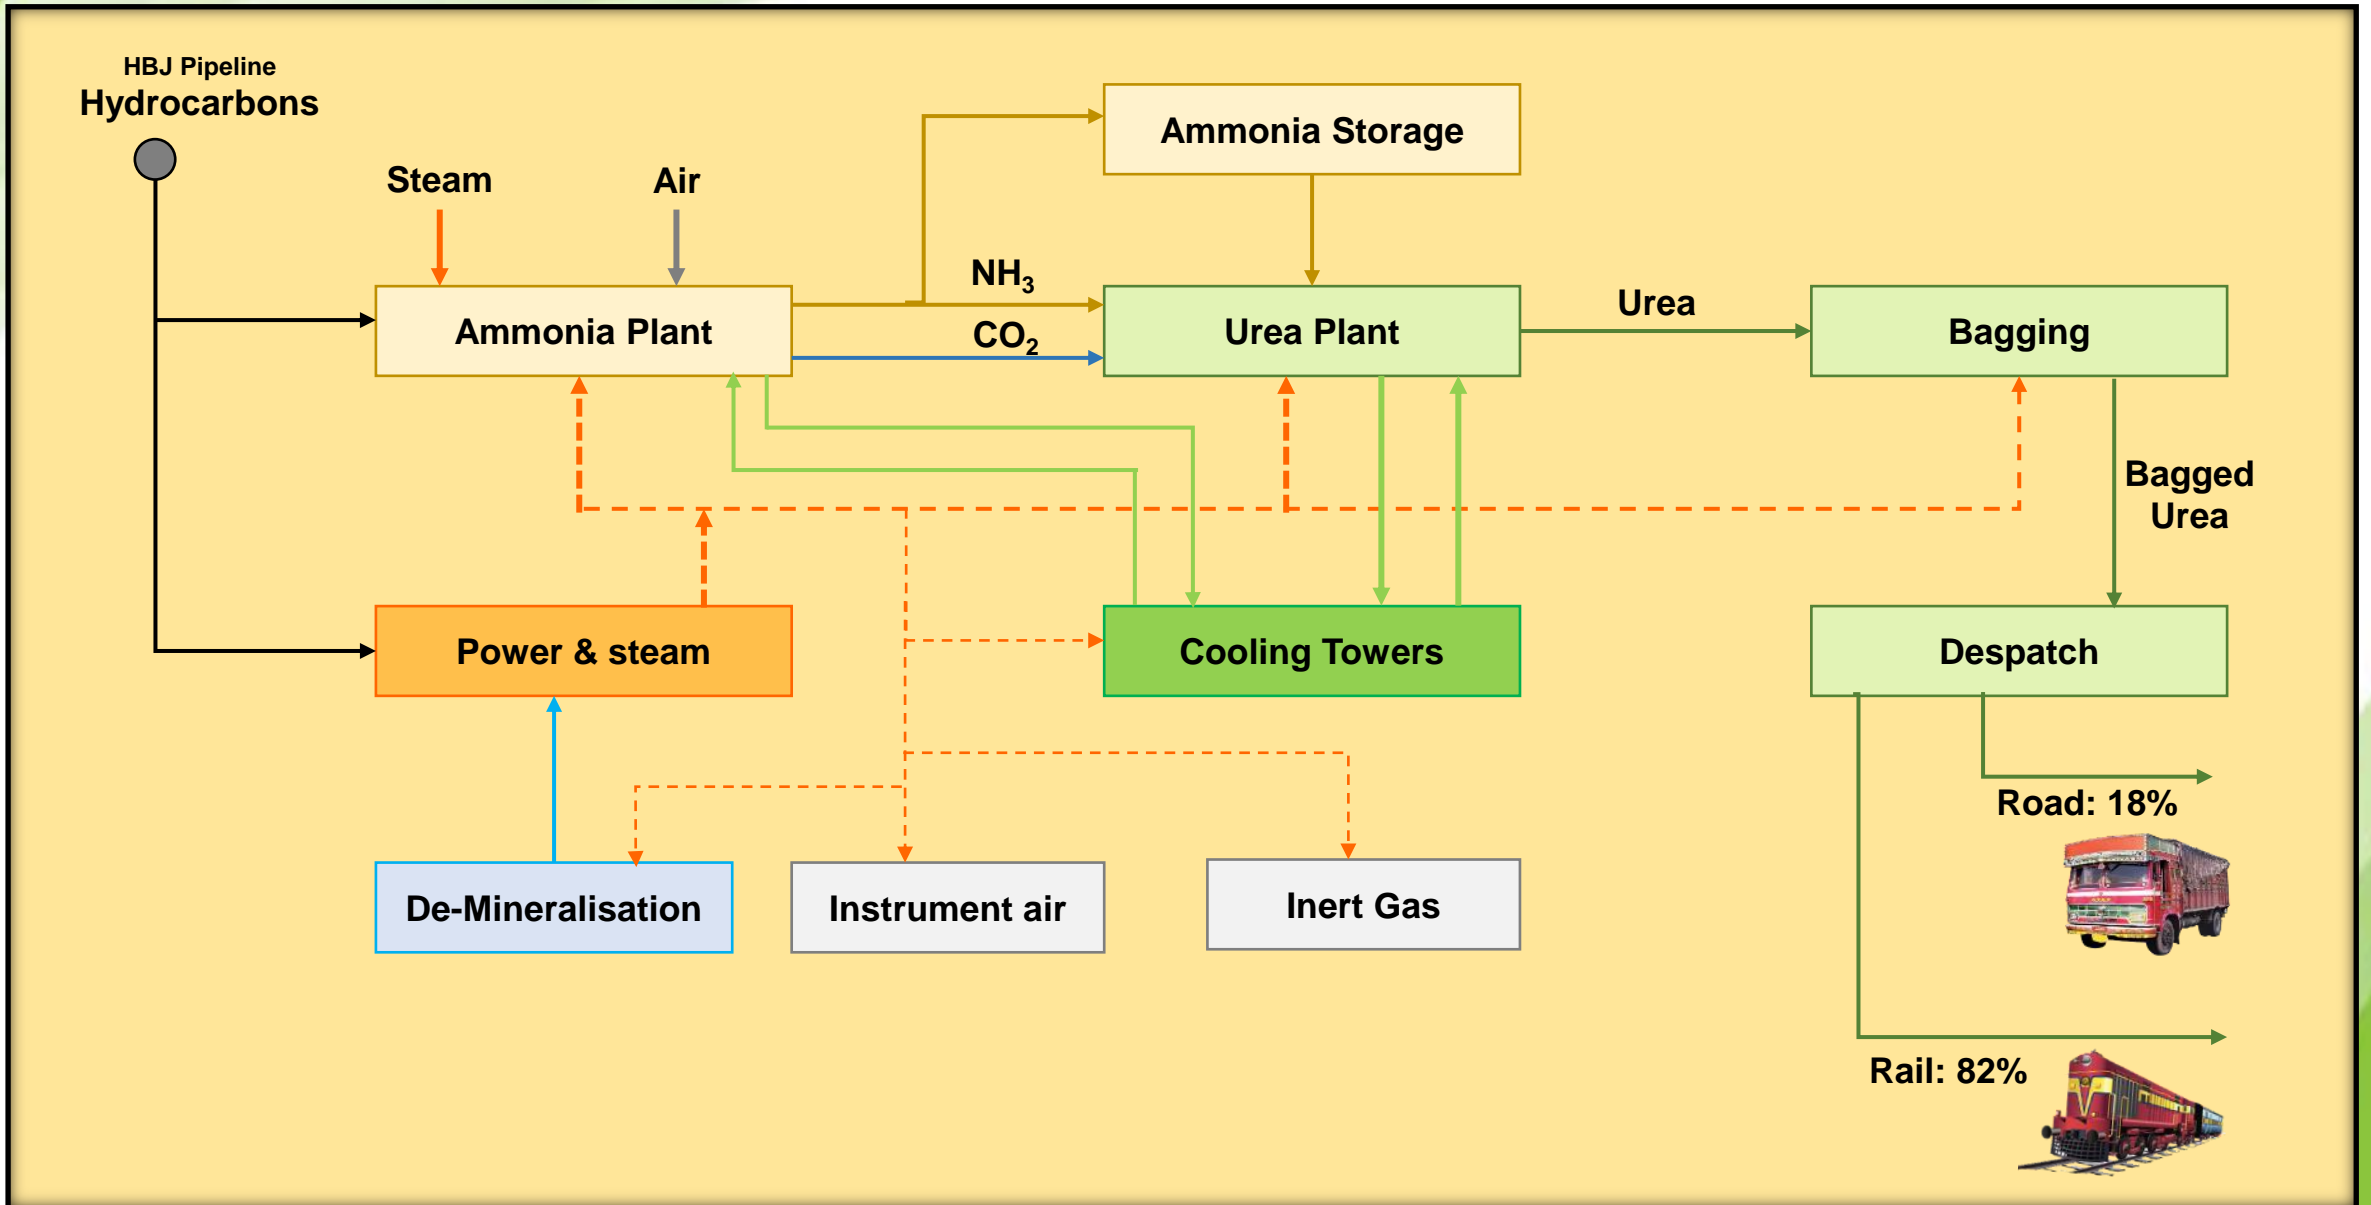 HBJ Pipeline
Hydrocarbons
Steam
Air
Ammonia Storage
NH₃
CO₂
Ammonia Plant
Urea Plant
Urea
Bagging
Bagged
Urea
Power & steam
Cooling Towers
Despatch
Road: 18%
De-Mineralisation
Instrument air
Inert Gas
Rail: 82%